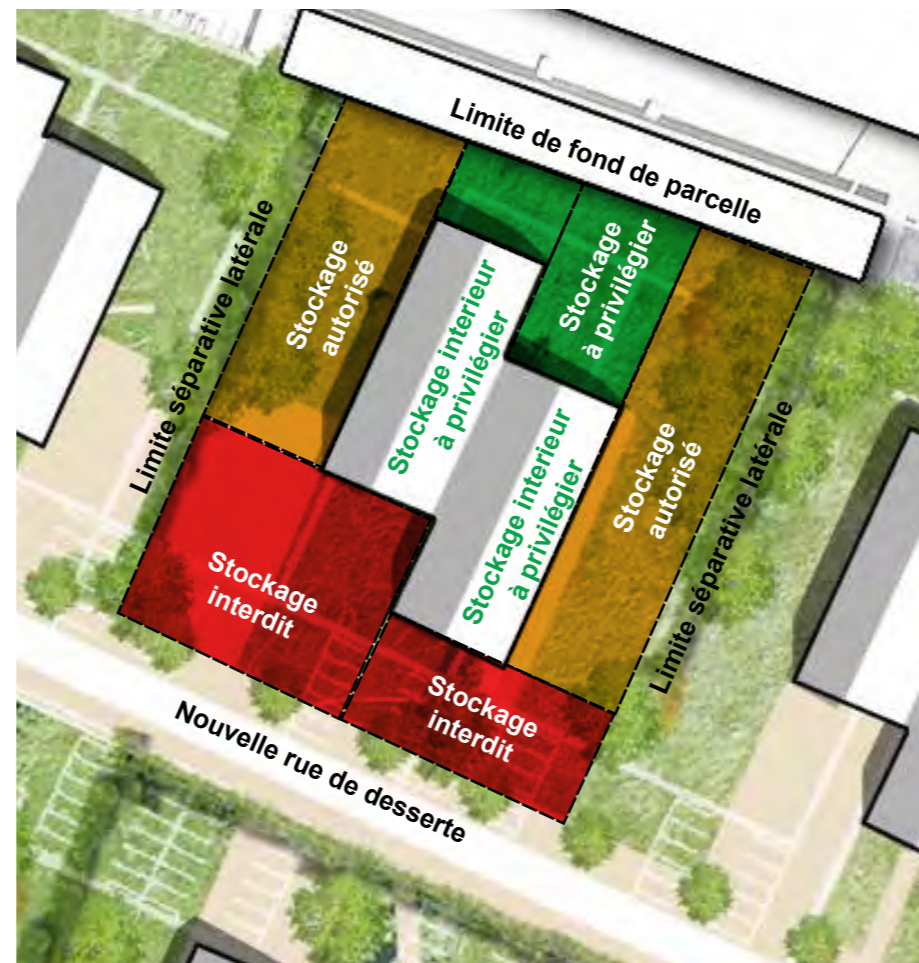 Limite de fond de parcelle
Limite séparative latérale
Stockage
autorisé
Stockage
à privilégier
Stockage interieur
à privilégier
Stockage interieur
à privilégier
Stockage
autorisé
Limite séparative latérale
Stockage
interdit
Stockage
interdit
Nouvelle rue de desserte